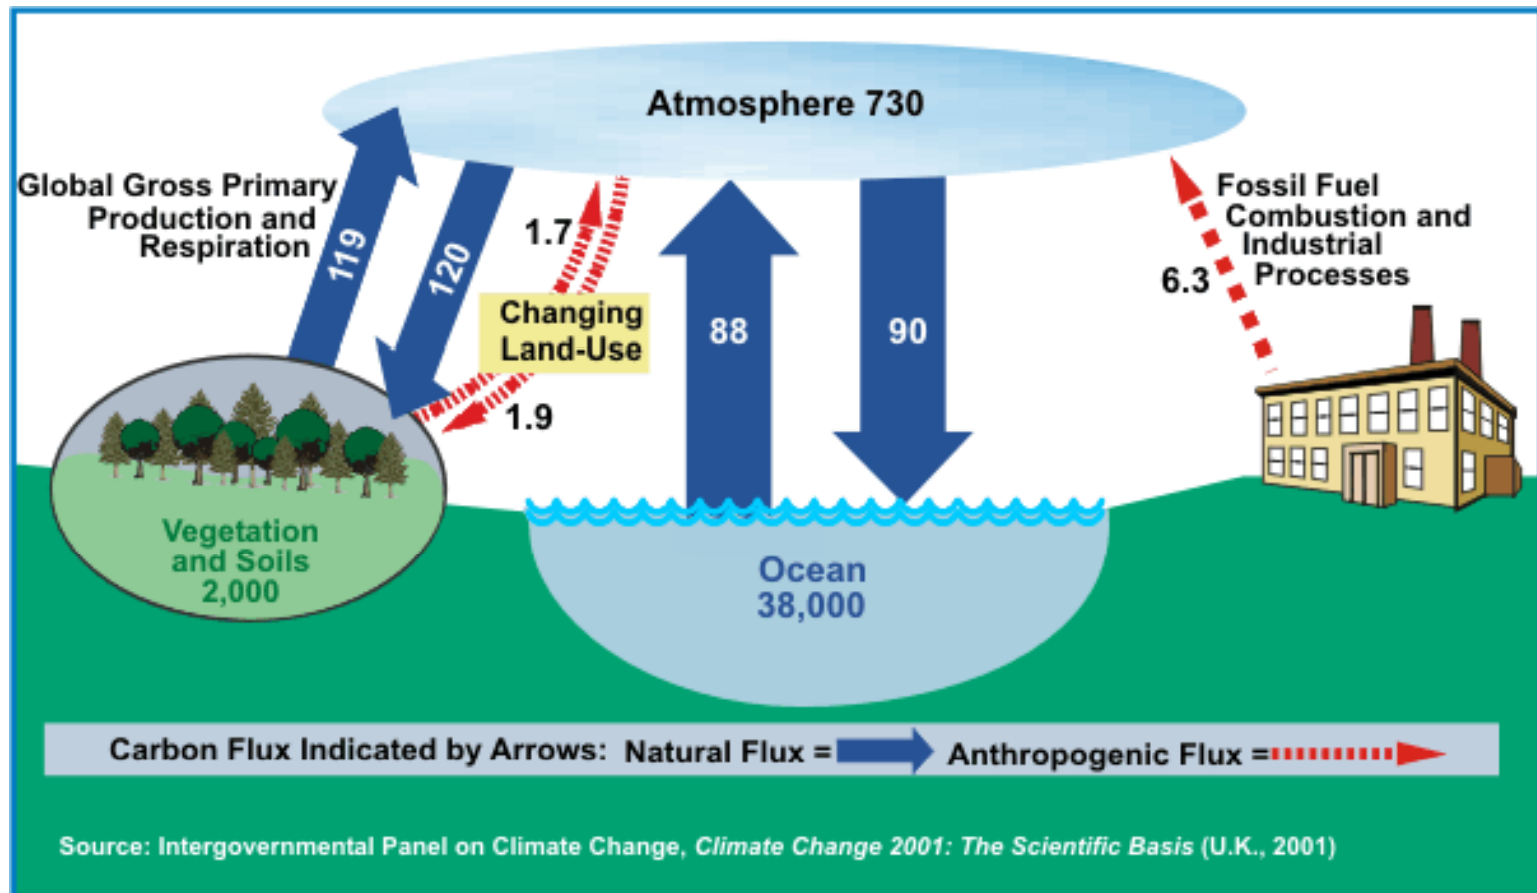 Atmosphere 730
Global Gross Primary
Production and
Respiration
119
120
1.7
Changing
Land-Use
1.9
88
90
Fossil Fuel
Combustion and
Industrial
Processes
6.3
Vegetation
and Soils
2,000
Ocean
38,000
Carbon Flux Indicated by Arrows: Natural Flux = Anthropogenic Flux =
Source: Intergovernmental Panel on Climate Change, Climate Change 2001: The Scientific Basis (U.K., 2001)